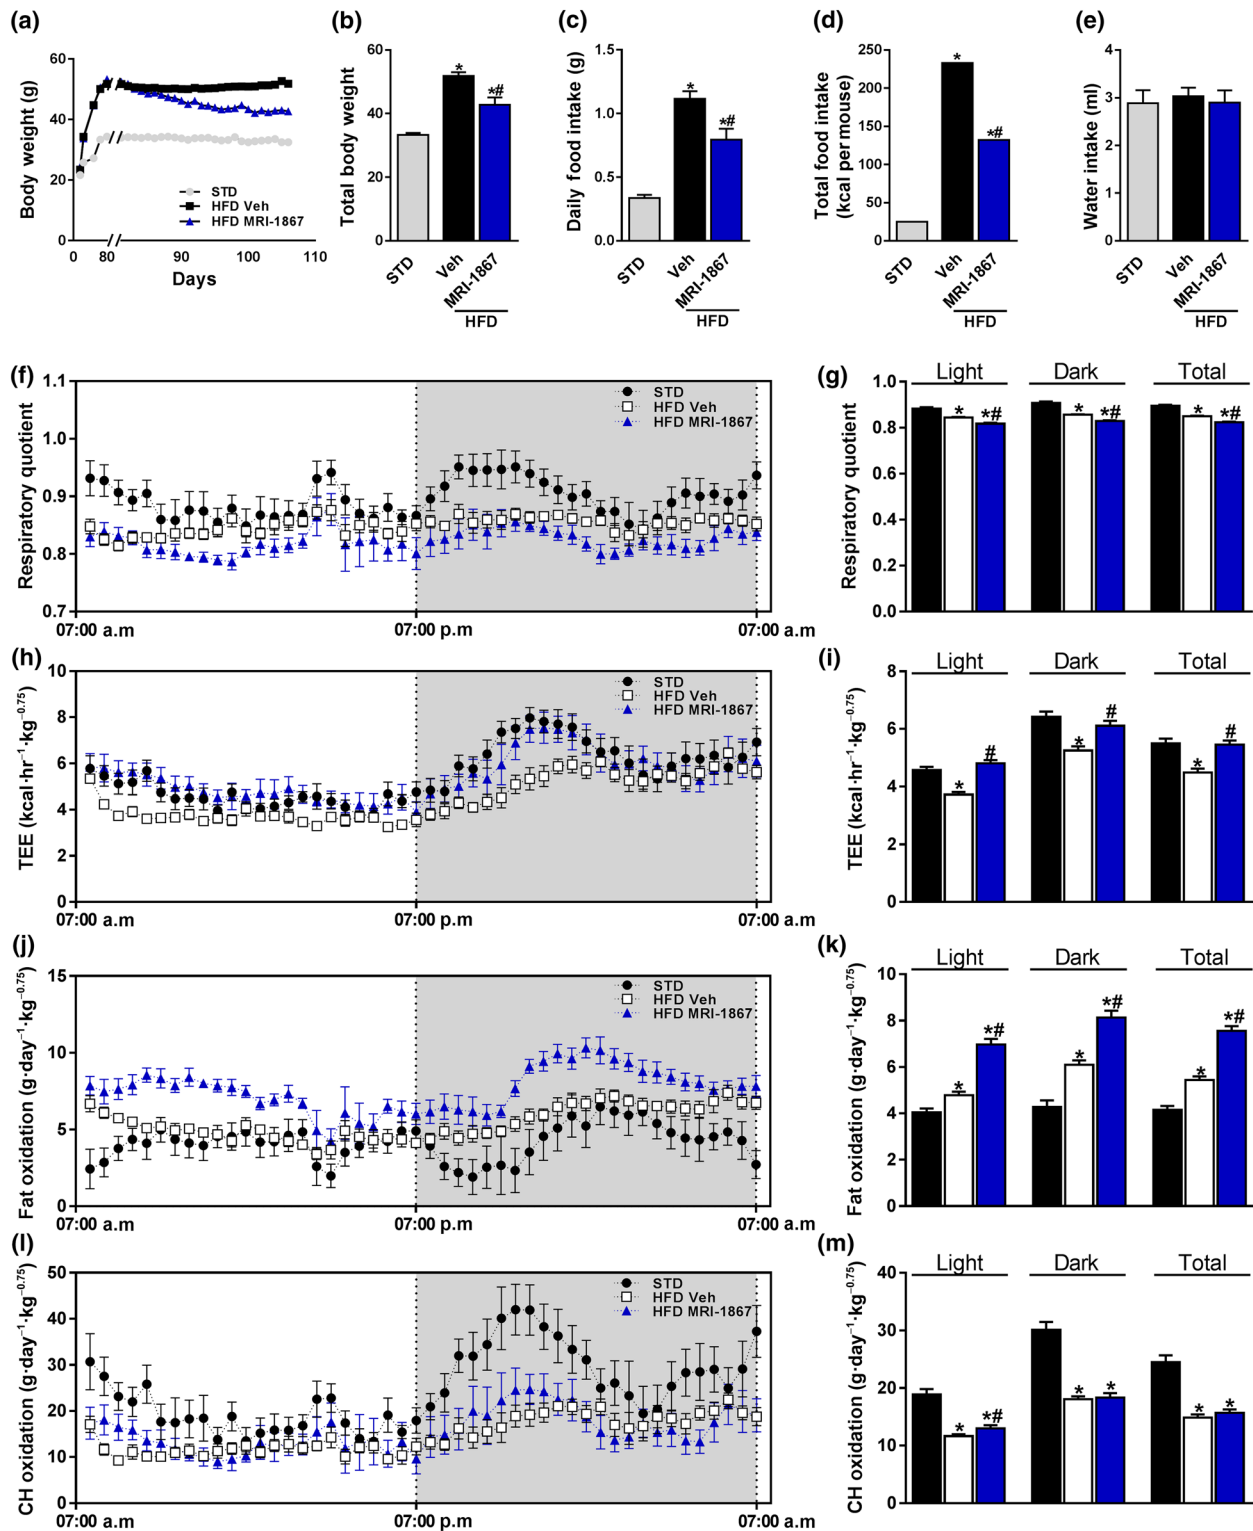 (a)
Body weight (g)
60
40
20
0
0
80
90
100
110
Days
STD
HFD Veh
HFD MRI-1867
(b)
Total body weight
60
40
20
0
*
*#
STD
Veh
MRI-1867
HFD
(c)
Daily food intake (g)
1.5
1.0
0.5
0.0
*
*#
STD
Veh
MRI-1867
HFD
(d)
Total food intake
(kcal per mouse)
250
200
150
100
50
0
*
*#
STD
Veh
MRI-1867
HFD
(e)
Water intake (ml)
4
3
2
1
0
STD
Veh
MRI-1867
HFD
(f)
Respiratory quotient
1.1
1.0
0.9
0.8
0.7
STD
HFD Veh
HFD MRI-1867
07:00 a.m
07:00 p.m
07:00 a.m
(g)
Respiratory quotient
Light
Dark
Total
1.0
0.8
0.6
0.4
0.2
0.0
* *# * *# * *#
(h)
TEE (kcal·hr⁻¹·kg⁻⁰·⁷⁵)
10
8
6
4
2
0
STD
HFD Veh
HFD MRI-1867
07:00 a.m
07:00 p.m
07:00 a.m
(i)
TEE (kcal·hr⁻¹·kg⁻⁰·⁷⁵)
Light
Dark
Total
8
6
4
2
0
* # * # * #
(j)
Fat oxidation (g·day⁻¹·kg⁻⁰·⁷⁵)
15
10
5
0
STD
HFD Veh
HFD MRI-1867
07:00 a.m
07:00 p.m
07:00 a.m
(k)
Fat oxidation (g·day⁻¹·kg⁻⁰·⁷⁵)
Light
Dark
Total
10
8
6
4
2
0
* *# * *# * *#
(l)
CH oxidation (g·day⁻¹·kg⁻⁰·⁷⁵)
50
40
30
20
10
0
STD
HFD Veh
HFD MRI-1867
07:00 a.m
07:00 p.m
07:00 a.m
(m)
CH oxidation (g·day⁻¹·kg⁻⁰·⁷⁵)
Light
Dark
Total
40
30
20
10
0
* *# * * * *